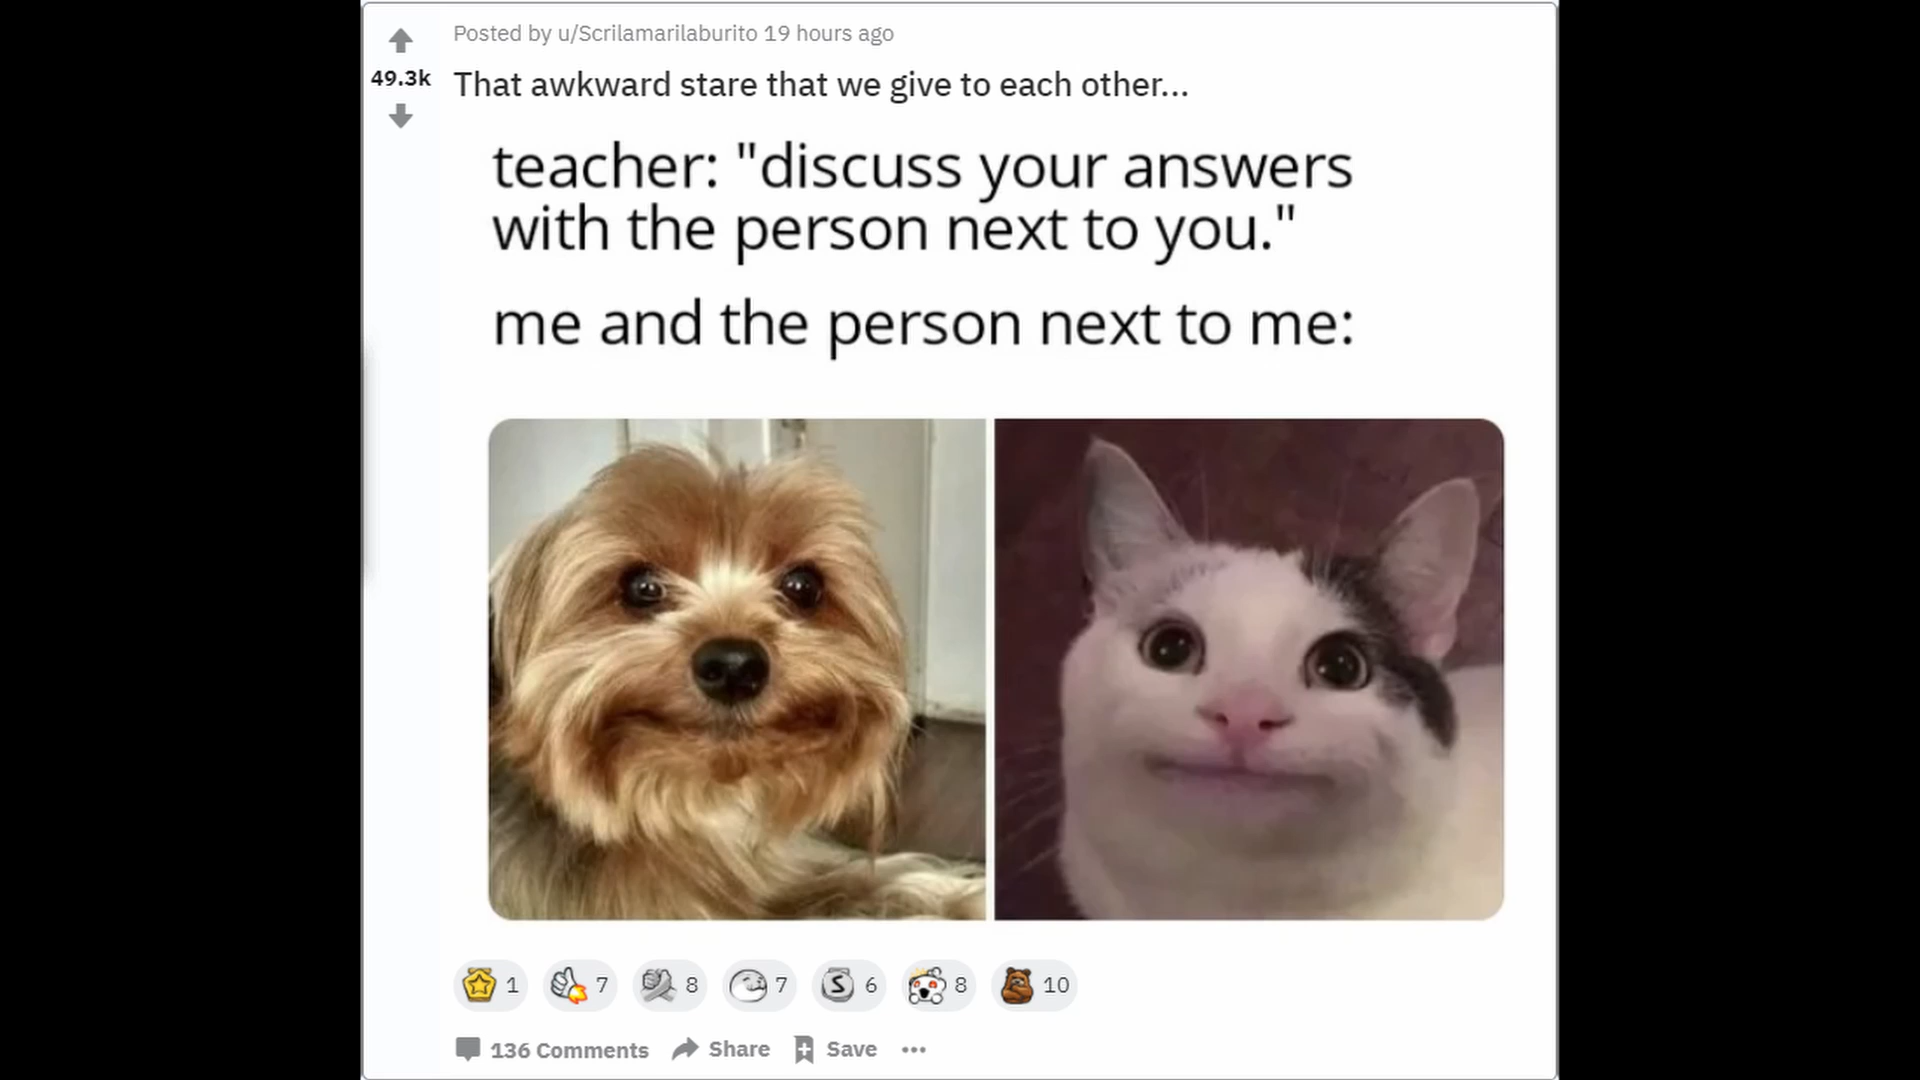 Posted by u/Scrilamarilaburito 19 hours ago
49.3k
That awkward stare that we give to each other...
teacher: "discuss your answers
with the person next to you."
me and the person next to me:
1 7 8 7 S 6 8 10
136 Comments Share Save ...